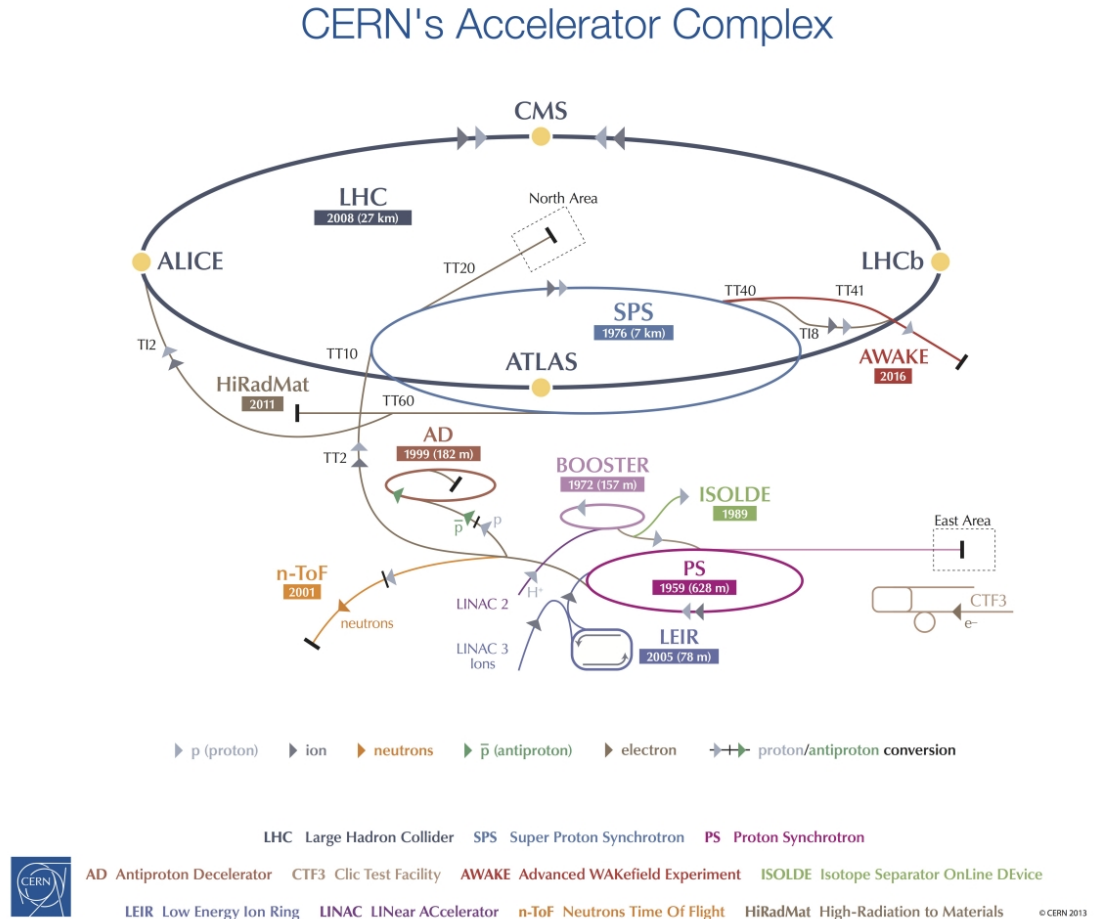 CERN's Accelerator Complex
CMS
LHC
2008 (27 km)
North Area
ALICE
LHCb
TT20
TT40
TT41
SPS
1976 (7 km)
TI8
TI2
TT10
ATLAS
AWAKE
2016
HiRadMat
2011
TT60
AD
1999 (182 m)
TT2
BOOSTER
1972 (157 m)
ISOLDE
1989
p̅
p
East Area
n-ToF
2001
PS
1959 (628 m)
H⁺
LINAC 2
neutrons
CTF3
e–
LINAC 3
Ions
LEIR
2005 (78 m)
p (proton) ion neutrons p̅ (antiproton) electron proton/antiproton conversion
LHC Large Hadron Collider SPS Super Proton Synchrotron PS Proton Synchrotron
CERN
AD Antiproton Decelerator CTF3 Clic Test Facility AWAKE Advanced WAKefield Experiment ISOLDE Isotope Separator OnLine DEvice
LEIR Low Energy Ion Ring LINAC LINear ACcelerator n-ToF Neutrons Time Of Flight HiRadMat High-Radiation to Materials
© CERN 2013